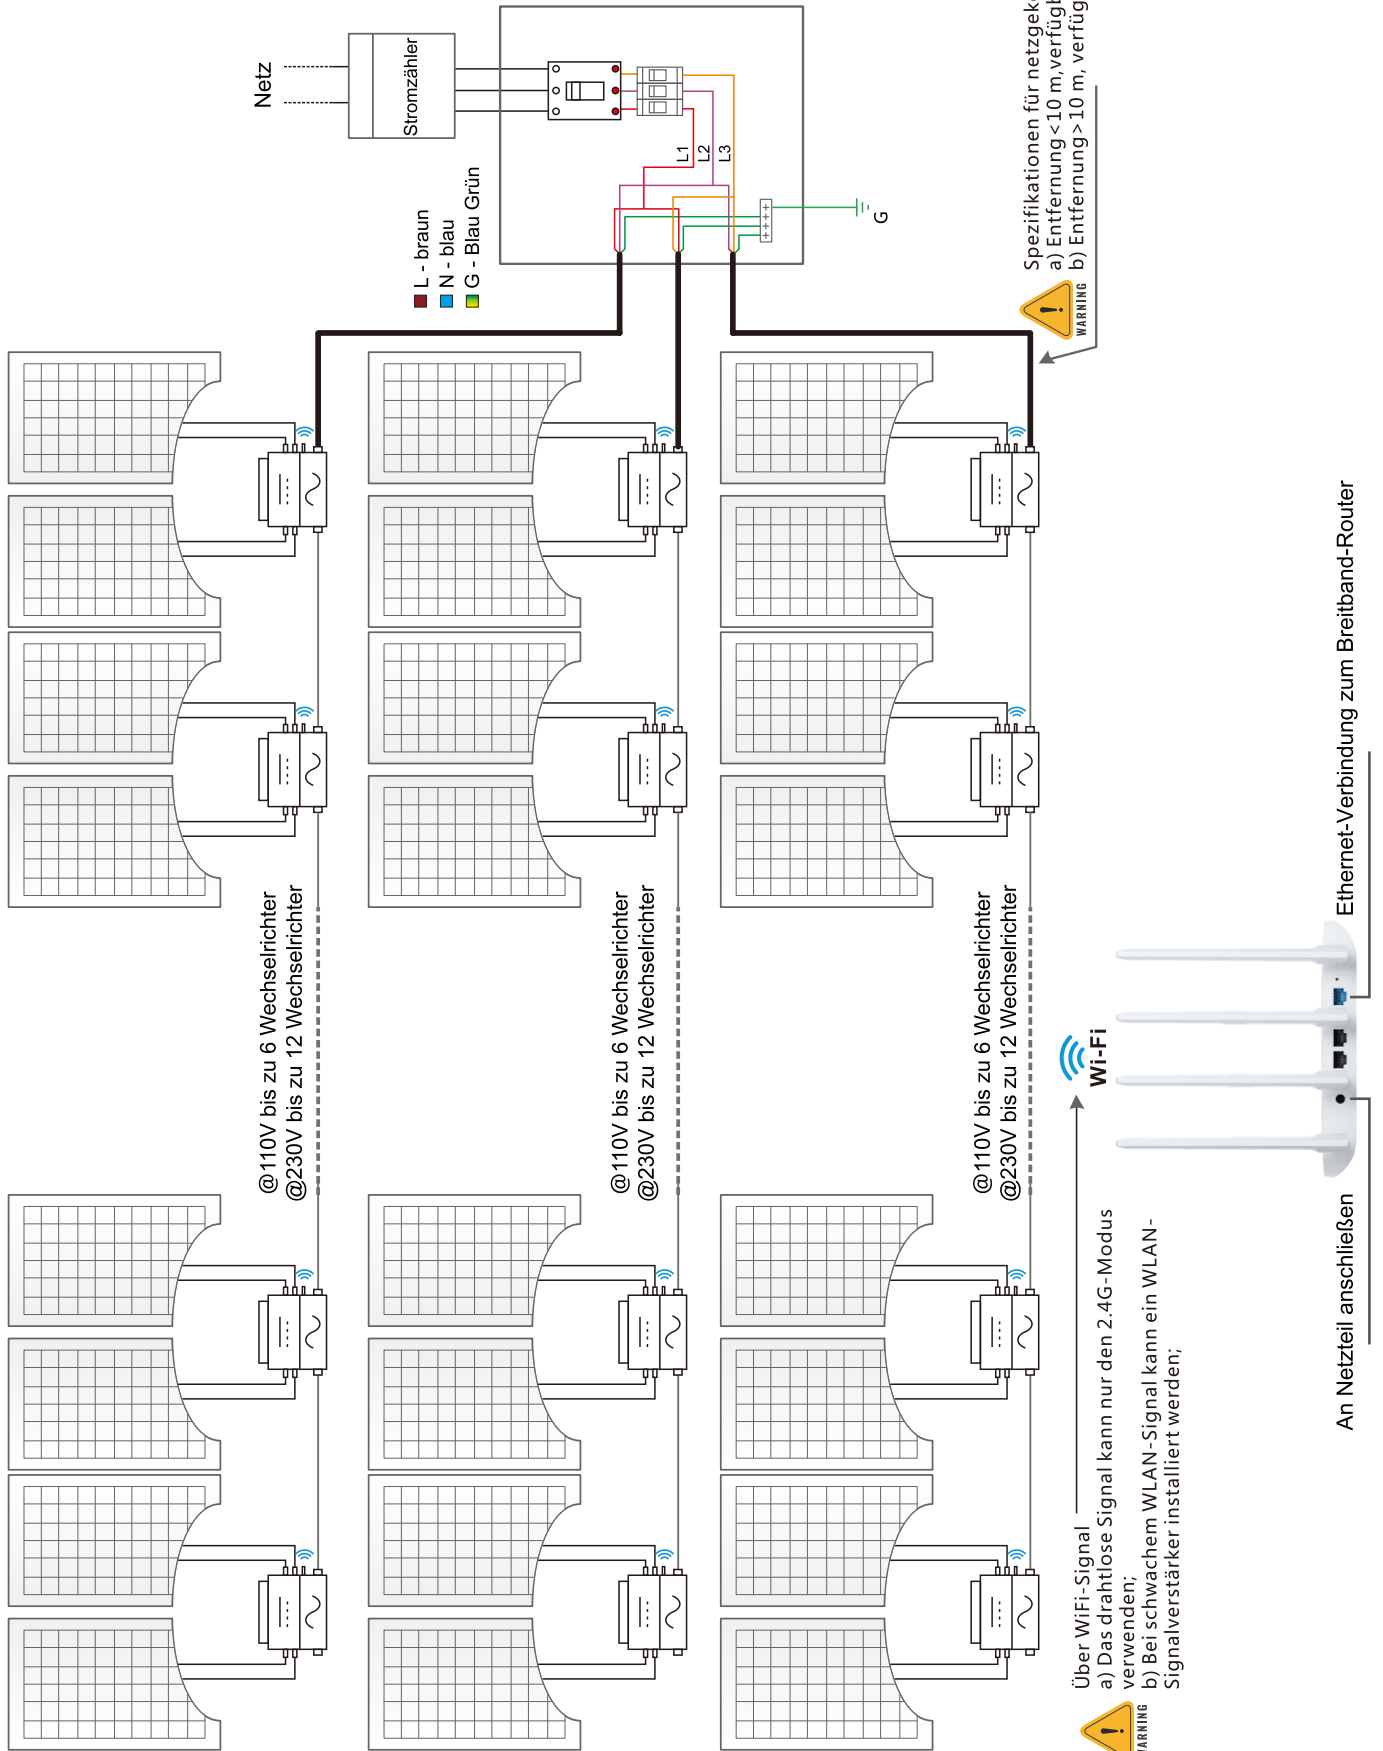 Netz
Stromzähler
L - braun
N - blau
G - Blau Grün
L1
L2
L3
G
WARNING
a) Entfernung<10 m,
b) Entfernung>10 m,
Spezifikationen für
@110V bis zu 6 Wechselrichter
@230V bis zu 12 Wechselrichter
@110V bis zu 6 Wechselrichter
@230V bis zu 12 Wechselrichter
@110V bis zu 6 Wechselrichter
@230V bis zu 12 Wechselrichter
Wi-Fi
WARNING
Über WiFi-Signal
a) Das drahtlose Signal kann nur den 2.4G-Modus
verwenden;
b) Bei schwachem WLAN-Signal kann ein WLAN-
Signalverstärker installiert werden;
An Netzteil anschließen
Ethernet-Verbindung zum Breitband-Router